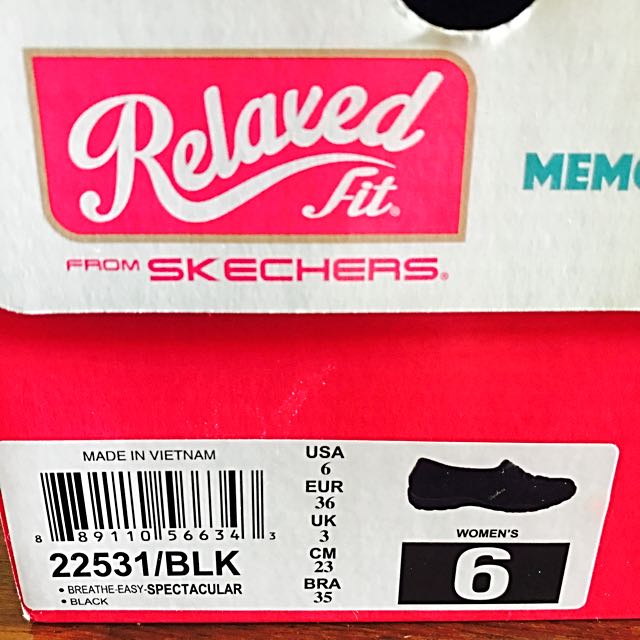 Relaxed
Fit®
FROM SKECHERS®
MADE IN VIETNAM
8 89110 56634 3
22531/BLK
• BREATHE-EASY-SPECTACULAR
• BLACK
USA
6
EUR
36
UK
3
CM
23
BRA
35
WOMEN'S
6